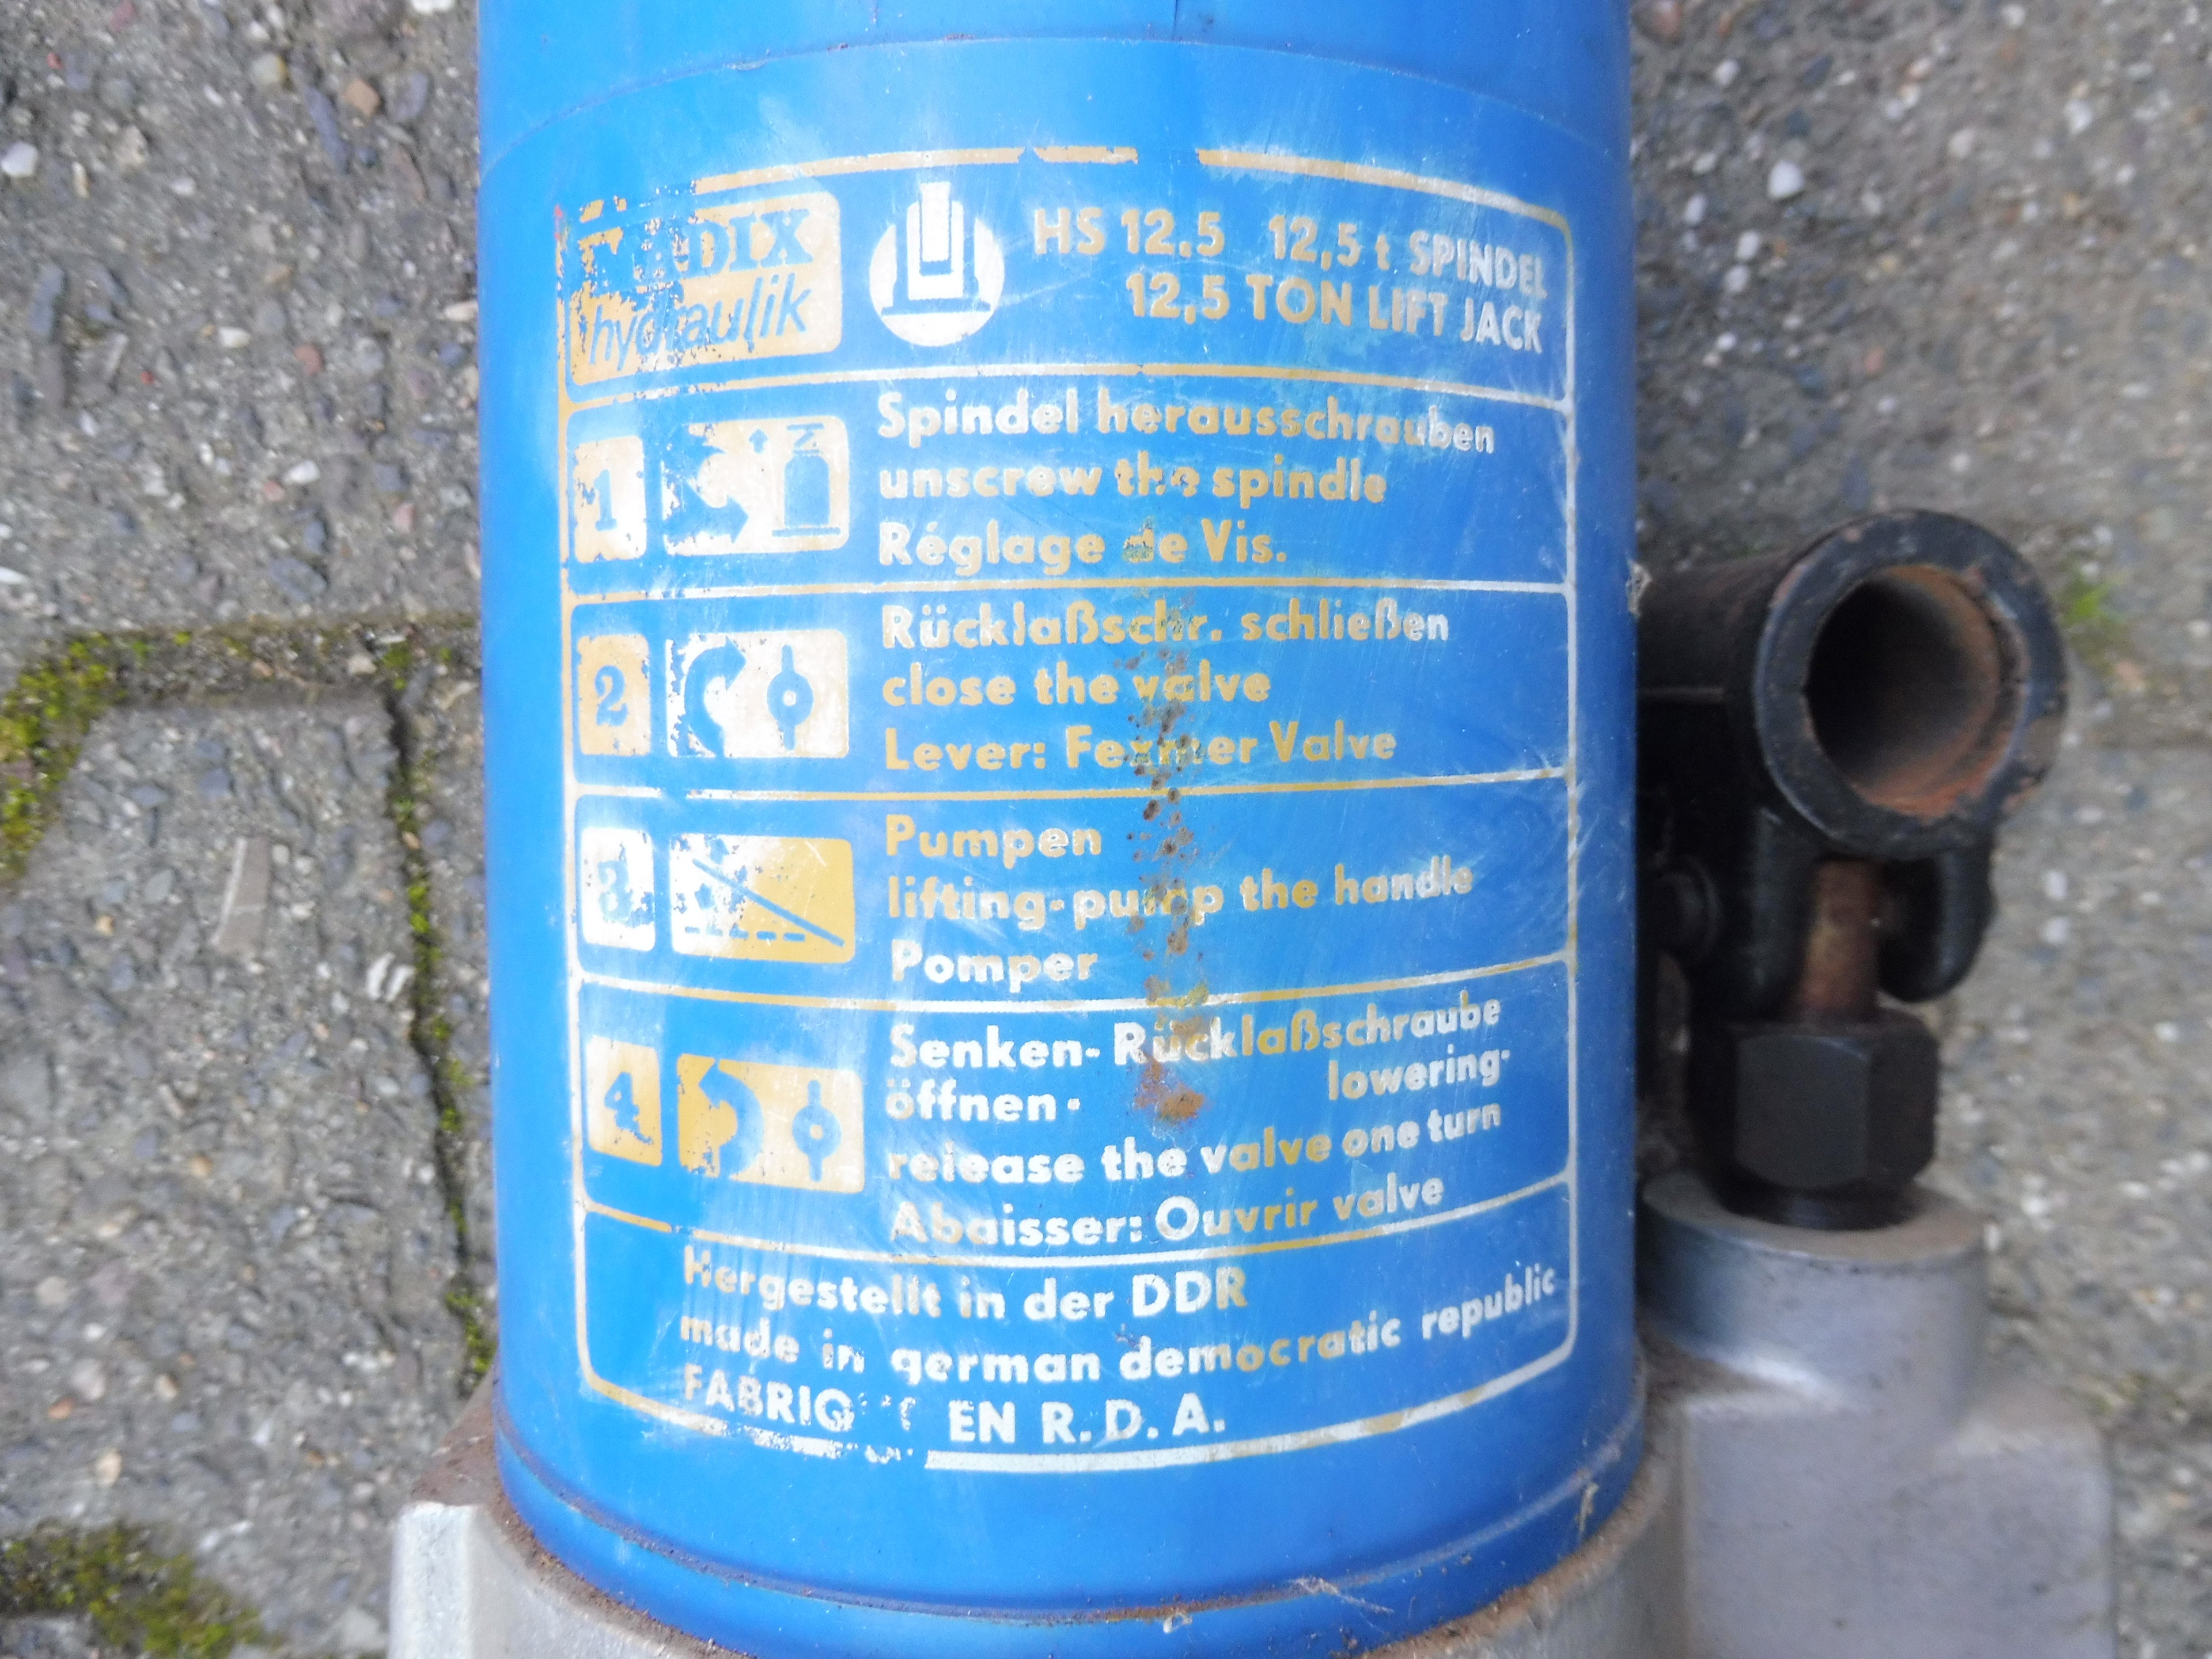 hydraulik
HS 12.5 12,5 t SPINDEL
12,5 TON LIFT JACK
1
Spindel herausschrauben
unscrew the spindle
Réglage de Vis.
2
Rücklaßschr. schließen
close the valve
Lever: Fexmer Valve
3
Pumpen
lifting-pump the handle
Pomper
4
Senken-Rücklaßschraube
öffnen- lowering-
release the valve one turn
Abaisser: Ouvrir valve
Hergestellt in der DDR
made in german democratic republic
EN R.D.A.